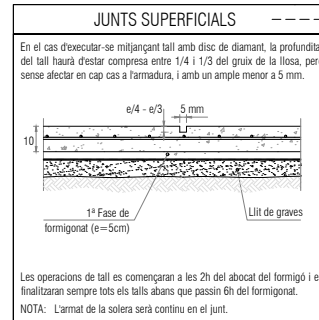 JUNTS SUPERFICIALS
En el cas d'executar-se mitjançant tall amb disc de diamant, la profundita
del tall haurà d'estar compresa entre 1/4 i 1/3 del gruix de la llosa, per
sense afectar en cap cas a l'armadura, i amb un ample menor a 5 mm.
e/4 - e/3
5 mm
10
1ª Fase de
formigonat (e=5cm)
Llit de graves
Les operacions de tall es començaran a les 2h del abocat del formigó i e
finalitzaran sempre tots els talls abans que passin 6h del formigonat.
NOTA: L'armat de la solera serà continu en el junt.